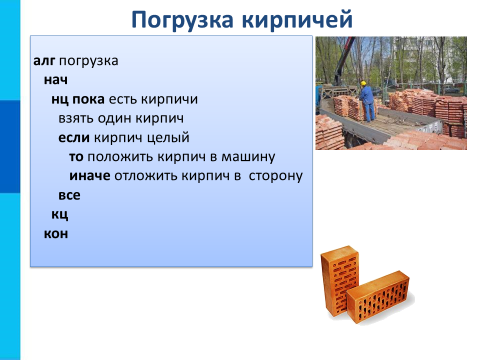 Погрузка кирпичей
алг погрузка
нач
нц пока есть кирпичи
взять один кирпич
если кирпич целый
то положить кирпич в машину
иначе отложить кирпич в сторону
все
кц
кон